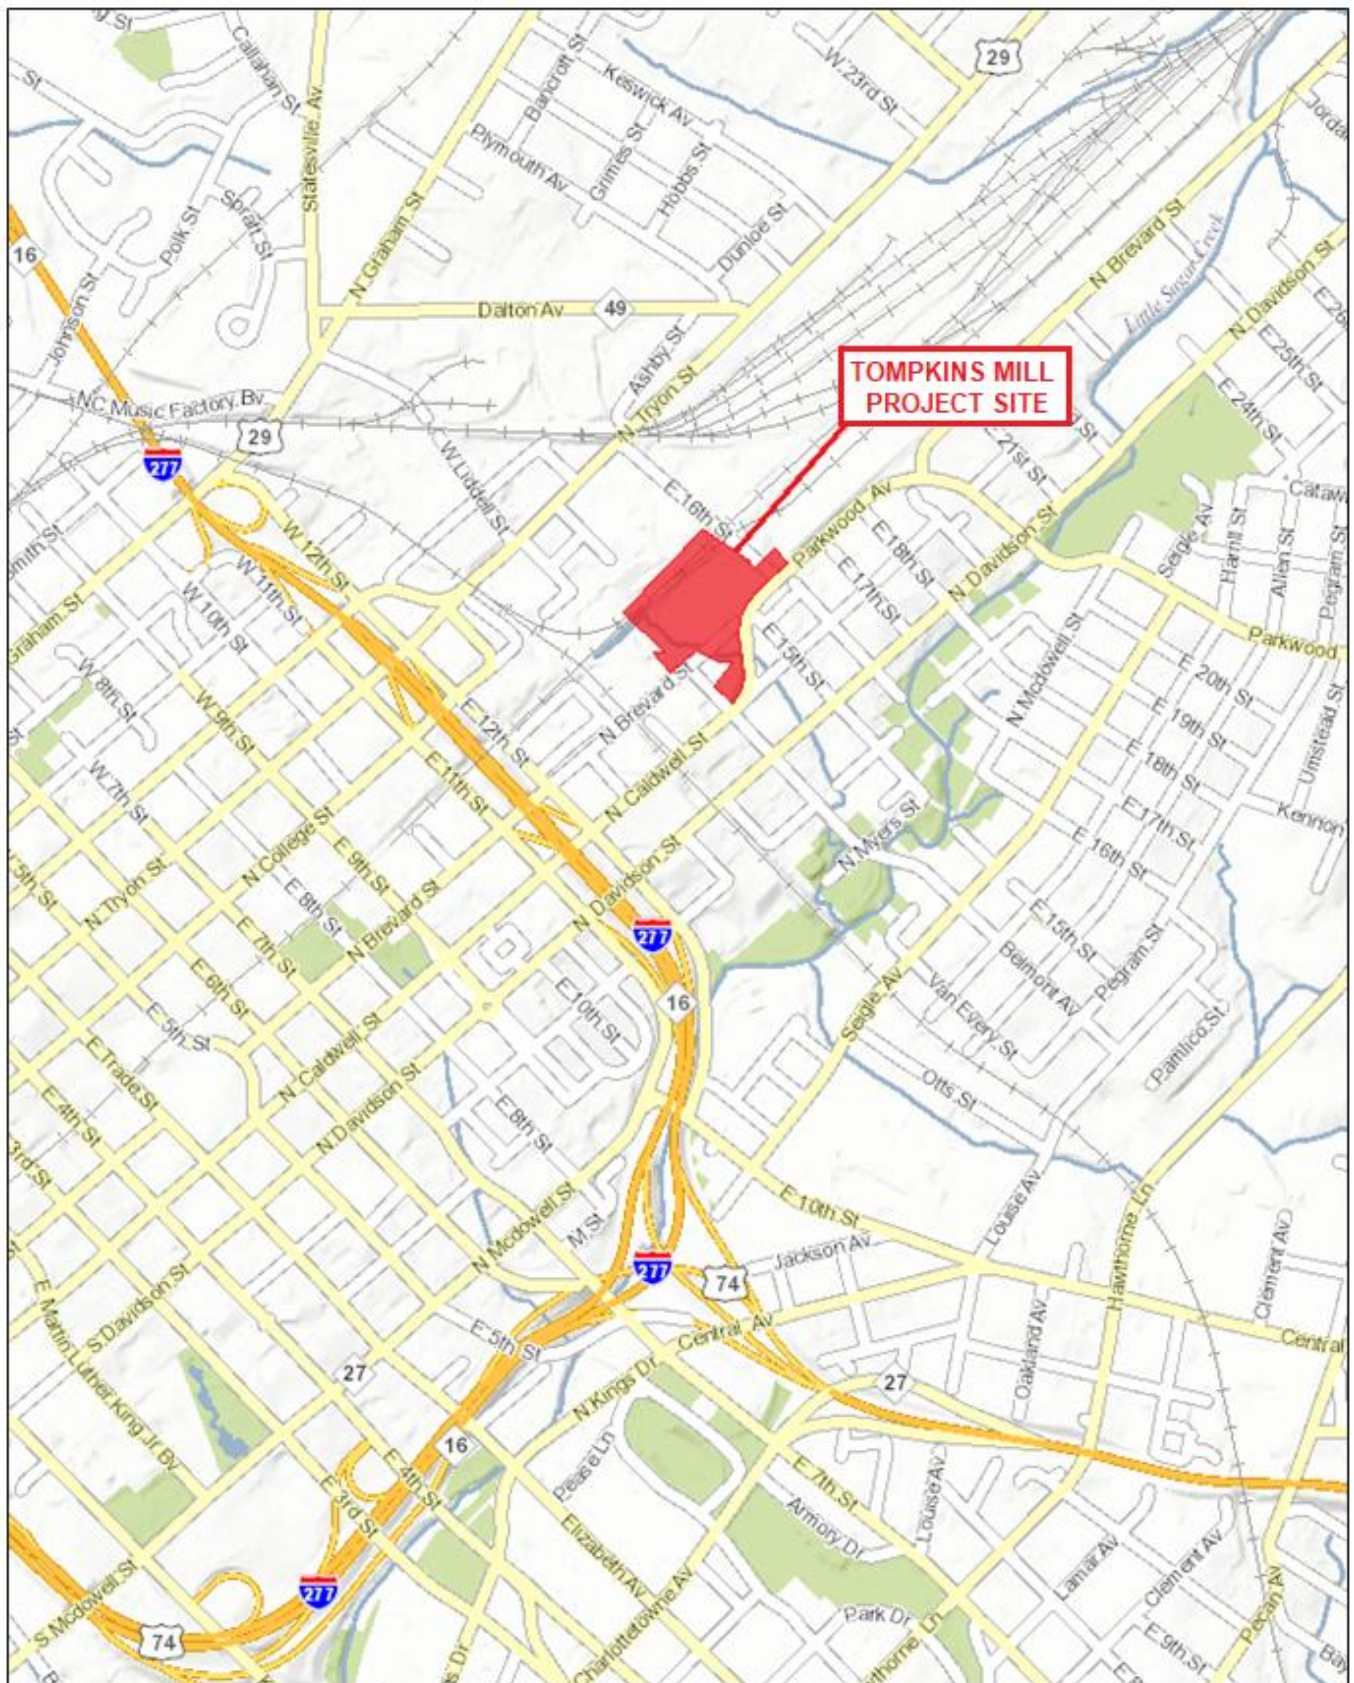 Callahan St
St
Statesville Av
Bancroft St
Keswick Av
W 23rd St
29
Plymouth Av
Grimes St
Hobbs St
Dunloe St
Spratt St
Polk St
N Graham St
16
Johnson St
Dalton Av
49
Ashby St
N Tryon St
N Brevard St
Little Sugar Creek
N Davidson St
E 25th St
E 24th St
TOMPKINS MILL
PROJECT SITE
E 21st St
NC Music Factory Bv
29
277
W Liddell St
E 16th St
Parkwood Av
E 18th St
E 17th St
N Davidson St
Seigle Av
Harrill St
Allen St
Pegram St
Smith St
W 12th St
W 11th St
W 10th St
Graham St
W 8th St
W 9th St
W 7th St
E 15th St
N Mcdowell St
Parkwood
E 20th St
E 19th St
E 18th St
E 17th St
E 16th St
Umstead St
Kennon
N Brevard St
N Caldwell St
E 12th St
E 11th St
N College St
E 9th St
E 8th St
N Brevard St
N Tryon St
E 7th St
E 6th St
E 5th St
5th St
N Davidson St
277
16
E 10th St
N Myers St
E 15th St
Belmont Av
Pegram St
Van Every St
Seigle Av
Pamlico St
Otts St
N Caldwell St
N Davidson St
E Trade St
E 4th St
3rd St
E 8th St
M St
N Mcdowell St
E 10th St
Louise Av
Hawthorne Ln
Clement Av
Jackson Av
277
74
Central Av
Central
Oakland Av
27
E 5th St
S Davidson St
E Martin Luther King Jr Bv
27
N Kings Dr
16
Pease Ln
E 4th St
E 3rd St
E 7th St
Armory Dr
Louise Av
Elizabeth Av
Charlottetowne Av
Lamar Av
Clement Av
Pecan Av
Park Dr
E 9th St
277
S Mcdowell St
74
Bay